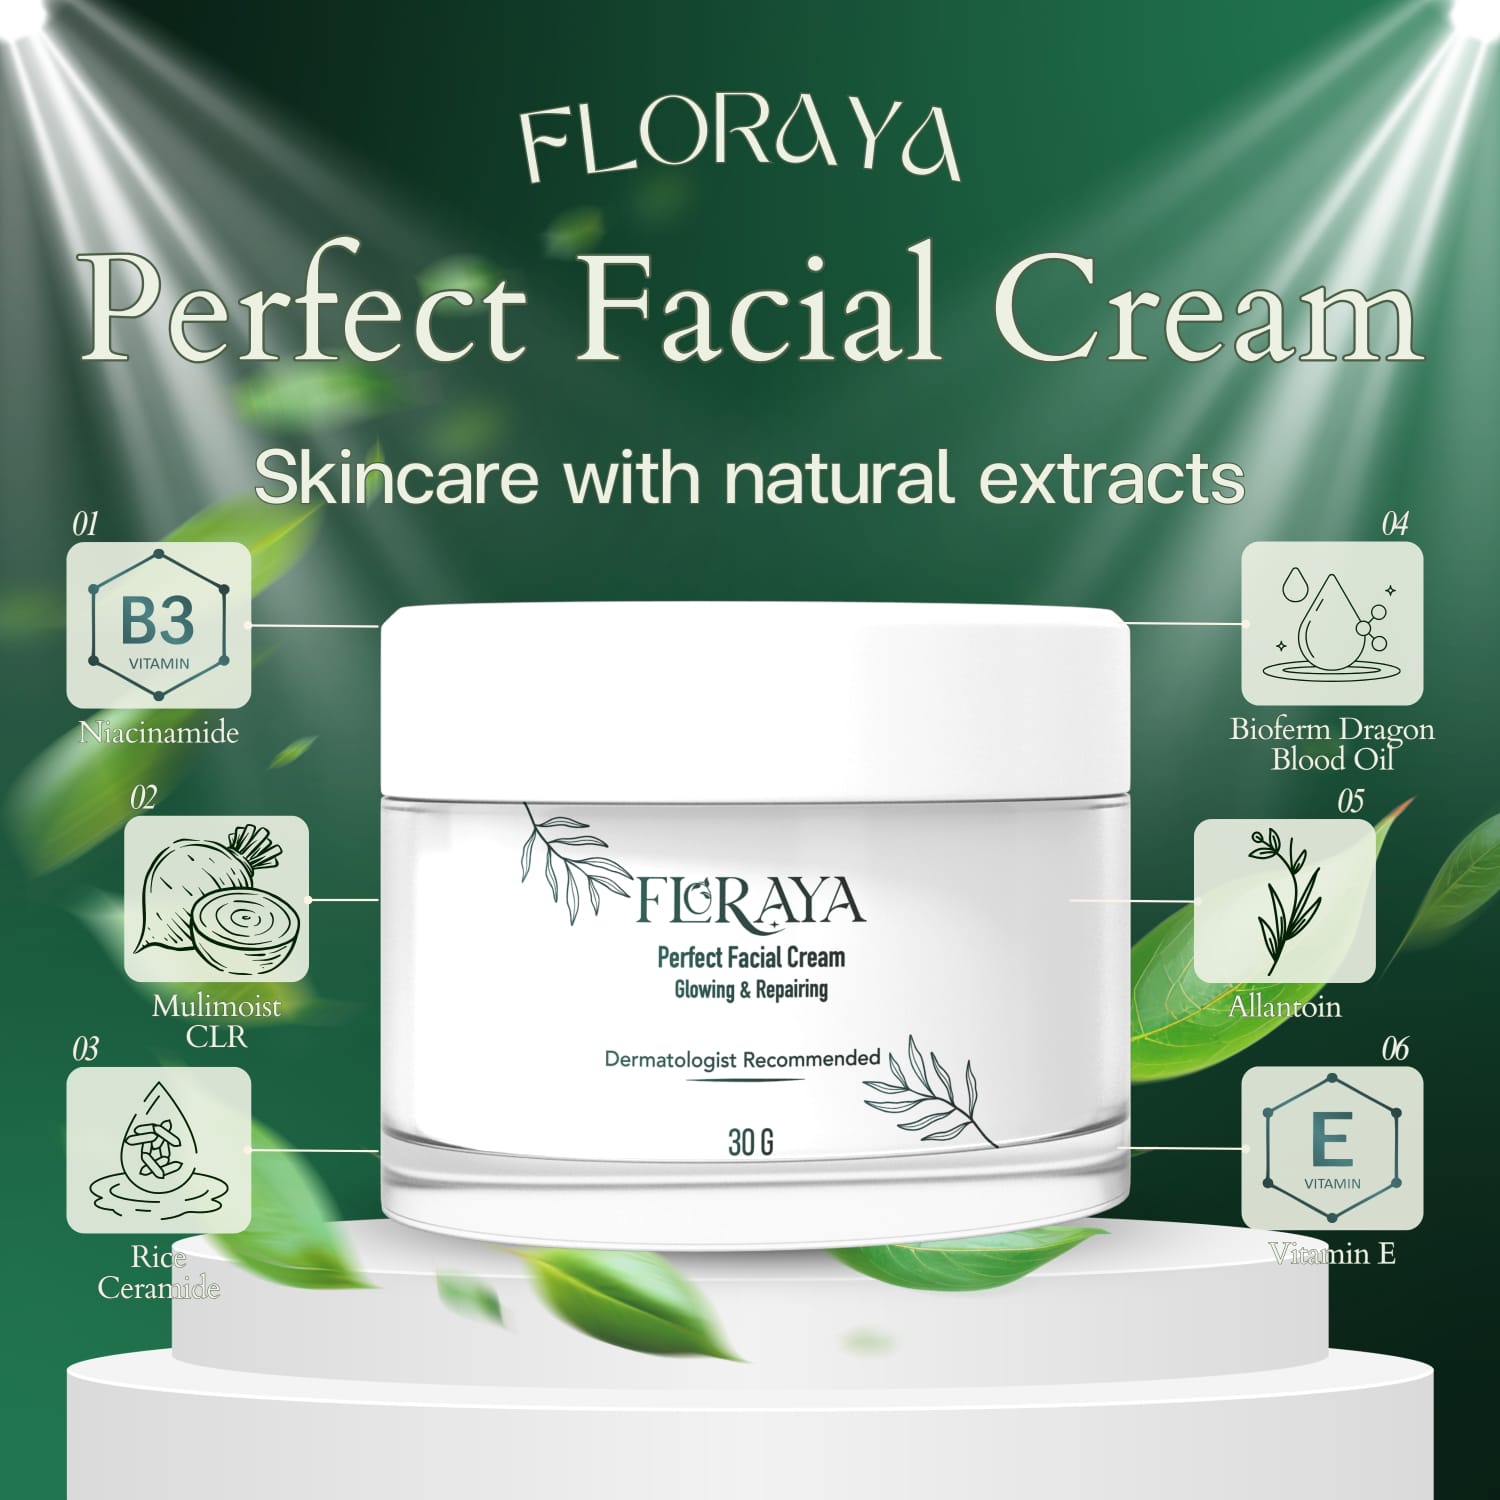 FLORAYA
Perfect Facial Cream
Skincare with natural extracts
01
B3
VITAMIN
Niacinamide
02
Mulimoist
CLR
03
Rice
Ceramide
04
Bioferm Dragon
Blood Oil
05
Allantoin
06
E
VITAMIN
Vitamin E
FLORAYA
Perfect Facial Cream
Glowing & Repairing
Dermatologist Recommended
30 G